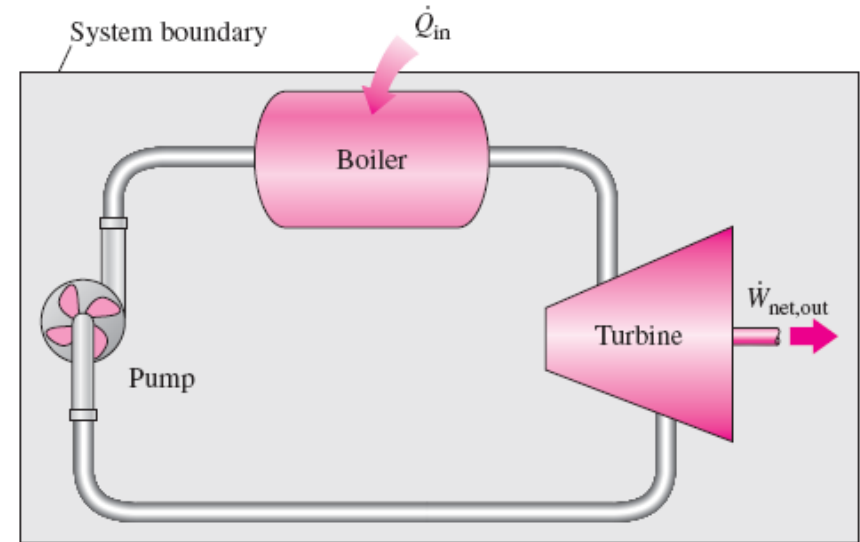 System boundary
Q̇in
Boiler
Ẇnet,out
Turbine
Pump